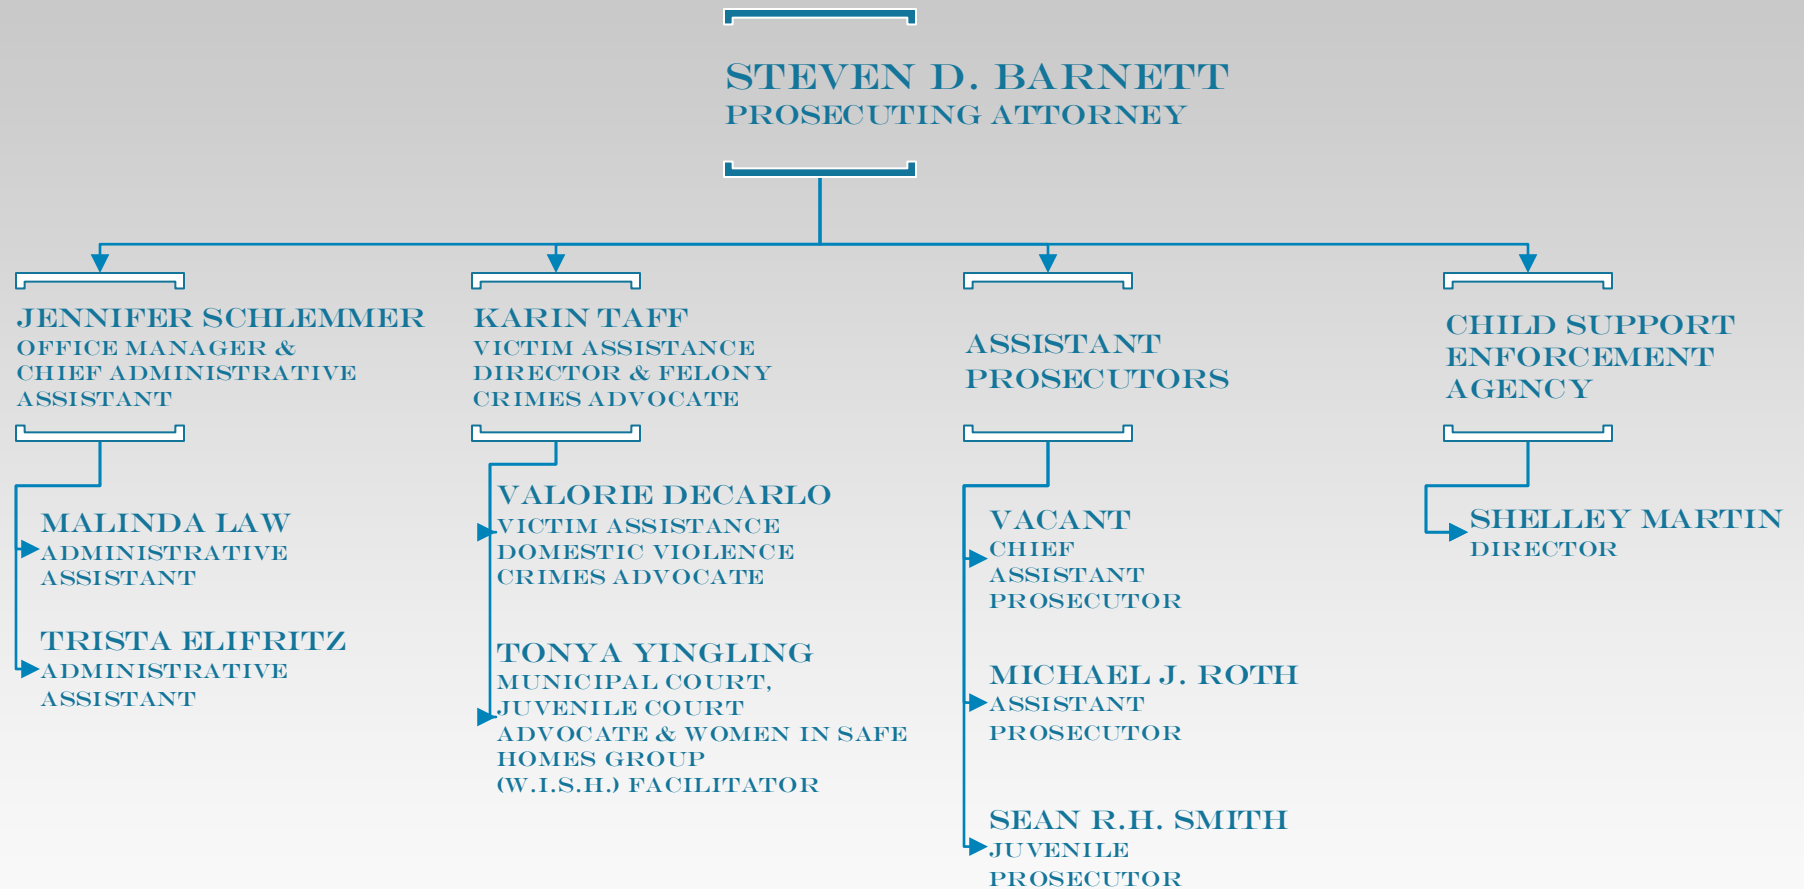 STEVEN D. BARNETT
PROSECUTING ATTORNEY
JENNIFER SCHLEMMER
OFFICE MANAGER &
CHIEF ADMINISTRATIVE
ASSISTANT
MALINDA LAW
ADMINISTRATIVE
ASSISTANT
TRISTA ELIFRITZ
ADMINISTRATIVE
ASSISTANT
KARIN TAFF
VICTIM ASSISTANCE
DIRECTOR & FELONY
CRIMES ADVOCATE
VALORIE DECARLO
VICTIM ASSISTANCE
DOMESTIC VIOLENCE
CRIMES ADVOCATE
TONYA YINGLING
MUNICIPAL COURT,
JUVENILE COURT
ADVOCATE & WOMEN IN SAFE
HOMES GROUP
(W.I.S.H.) FACILITATOR
ASSISTANT
PROSECUTORS
VACANT
CHIEF
ASSISTANT
PROSECUTOR
MICHAEL J. ROTH
ASSISTANT
PROSECUTOR
SEAN R.H. SMITH
JUVENILE
PROSECUTOR
CHILD SUPPORT
ENFORCEMENT
AGENCY
SHELLEY MARTIN
DIRECTOR